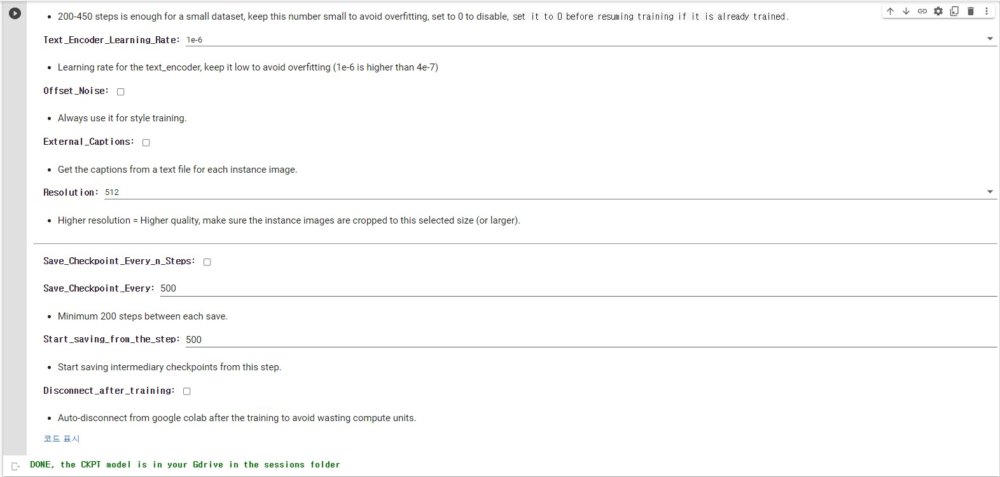 200-450 steps is enough for a small dataset, keep this number small to avoid overfitting, set to 0 to disable, set it to 0 before resuming training if it is already trained.
Text_Encoder_Learning_Rate: 1e-6
Learning rate for the text_encoder, keep it low to avoid overfitting (1e-6 is higher than 4e-7)
Offset_Noise:
Always use it for style training.
External_Captions:
Get the captions from a text file for each instance image.
Resolution: 512
Higher resolution = Higher quality, make sure the instance images are cropped to this selected size (or larger).
Save_Checkpoint_Every_n_Steps:
Save_Checkpoint_Every: 500
Minimum 200 steps between each save.
Start_saving_from_the_step: 500
Start saving intermediary checkpoints from this step.
Disconnect_after_training:
Auto-disconnect from google colab after the training to avoid wasting compute units.
코드 표시
DONE, the CKPT model is in your Gdrive in the sessions folder